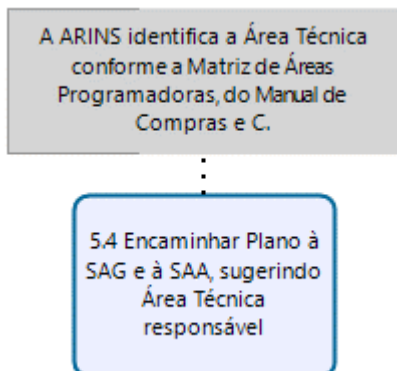 A ARINS identifica a Área Técnica
conforme a Matriz de Áreas
Programadoras, do Manual de
Compras e C.
5.4 Encaminhar Plano à
SAG e à SAA, sugerindo
Área Técnica
responsável